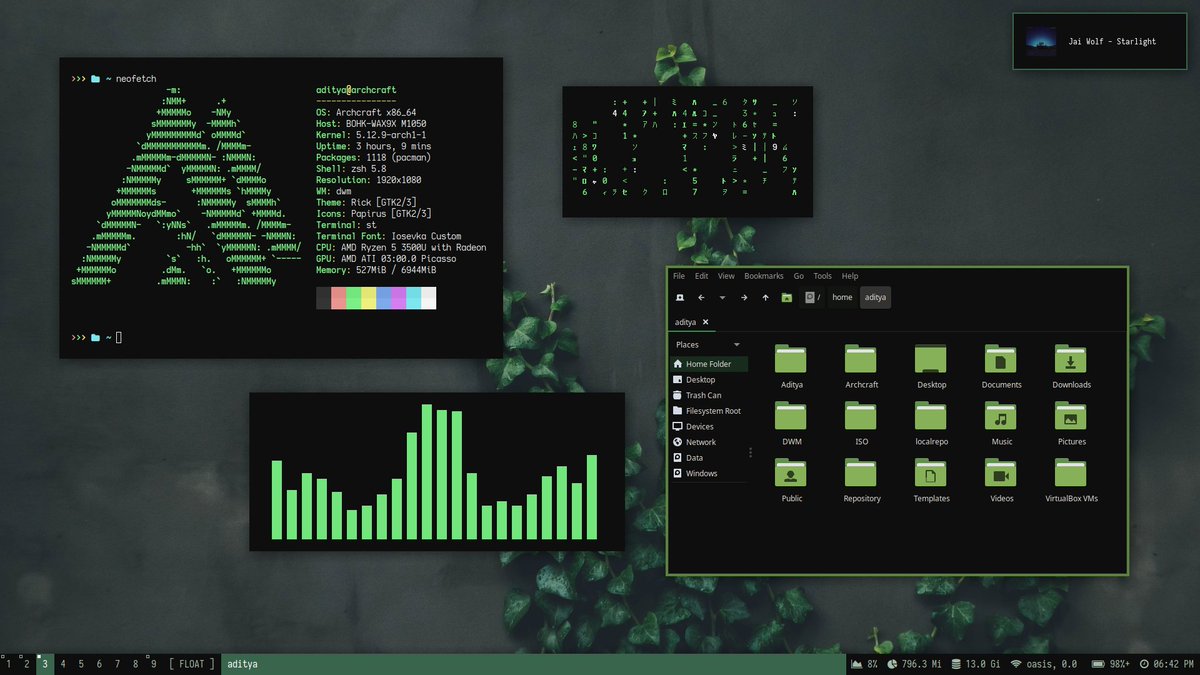 >>> ~ neofetch
aditya@archcraft
----------------
OS: Archcraft x86_64
Host: BOHK-WAX9X M1050
Kernel: 5.12.9-arch1-1
Uptime: 3 hours, 9 mins
Packages: 1118 (pacman)
Shell: zsh 5.8
Resolution: 1920x1080
WM: dwm
Theme: Rick [GTK2/3]
Icons: Papirus [GTK2/3]
Terminal: st
Terminal Font: Iosevka Custom
CPU: AMD Ryzen 5 3500U with Radeon
GPU: AMD ATI 03:00.0 Picasso
Memory: 527MiB / 6944MiB
>>> ~
Jai Wolf - Starlight
File Edit View Bookmarks Go Tools Help
/ home aditya
aditya
Places
Home Folder
Desktop
Trash Can
Filesystem Root
Devices
Network
Data
Windows
Aditya Archcraft Desktop Documents Downloads
DWM ISO localrepo Music Pictures
Public Repository Templates Videos VirtualBox VMs
1 2 3 4 5 6 7 8 9 [ FLOAT ] aditya 8% 796.3 Mi 13.0 Gi oasis, 0.0 98%+ 06:42 PM